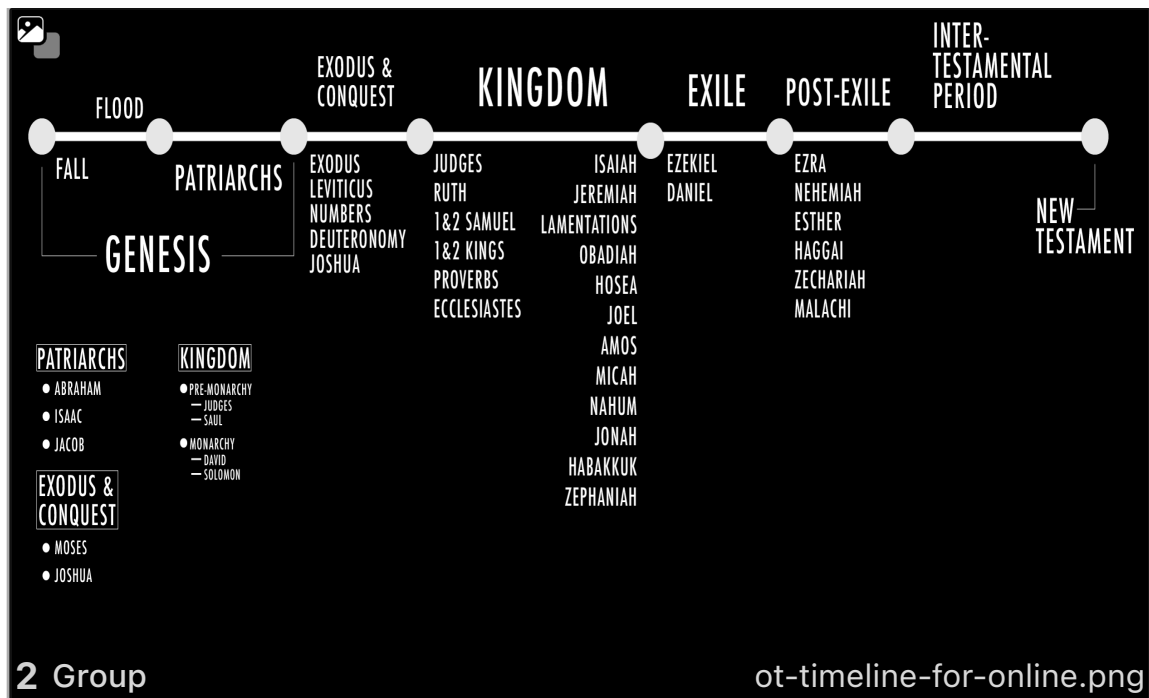 FLOOD
EXODUS &
CONQUEST
KINGDOM
EXILE
POST-EXILE
INTER-
TESTAMENTAL
PERIOD
FALL
PATRIARCHS
GENESIS
EXODUS
LEVITICUS
NUMBERS
DEUTERONOMY
JOSHUA
JUDGES
RUTH
1&2 SAMUEL
1&2 KINGS
PROVERBS
ECCLESIASTES
ISAIAH
JEREMIAH
LAMENTATIONS
OBADIAH
HOSEA
JOEL
AMOS
MICAH
NAHUM
JONAH
HABAKKUK
ZEPHANIAH
EZEKIEL
DANIEL
EZRA
NEHEMIAH
ESTHER
HAGGAI
ZECHARIAH
MALACHI
NEW
TESTAMENT
PATRIARCHS
● ABRAHAM
● ISAAC
● JACOB
EXODUS &
CONQUEST
● MOSES
● JOSHUA
KINGDOM
● PRE-MONARCHY
– JUDGES
– SAUL
● MONARCHY
– DAVID
– SOLOMON
2 Group
ot-timeline-for-online.png